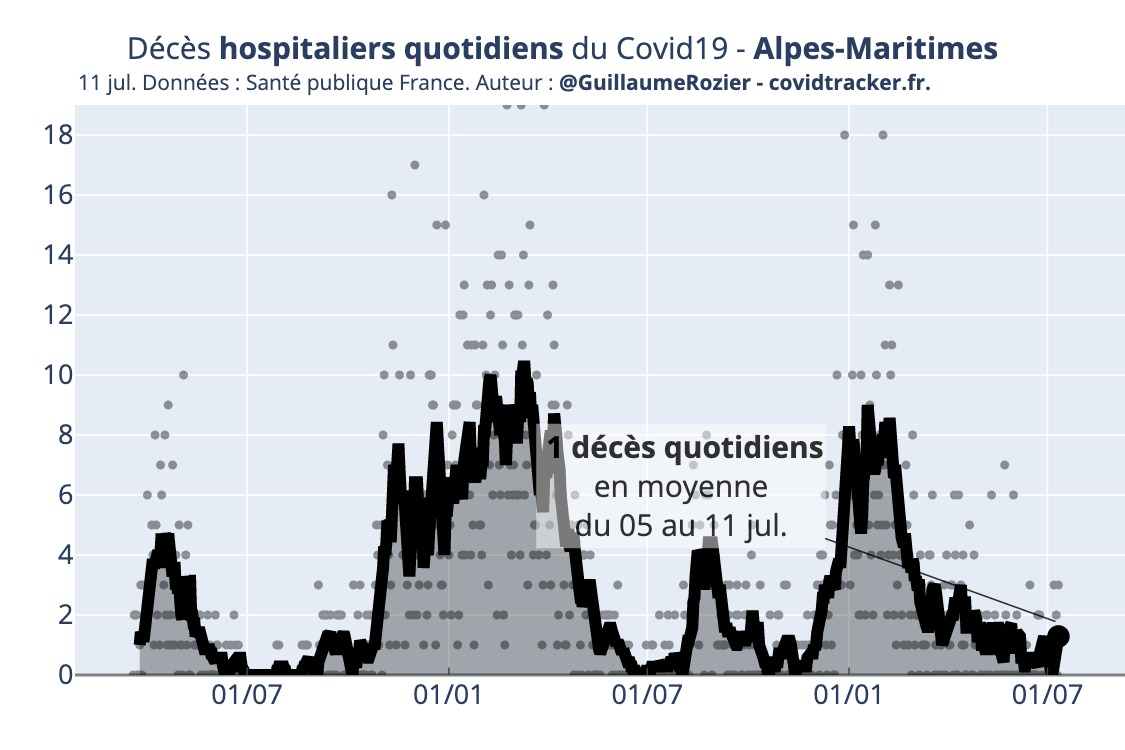 Décès hospitaliers quotidiens du Covid19 - Alpes-Maritimes
11 jul. Données : Santé publique France. Auteur : @GuillaumeRozier - covidtracker.fr.
18
16
14
12
10
8
6
4
2
0
1 décès quotidiens
en moyenne
du 05 au 11 jul.
01/07 01/01 01/07 01/01 01/07